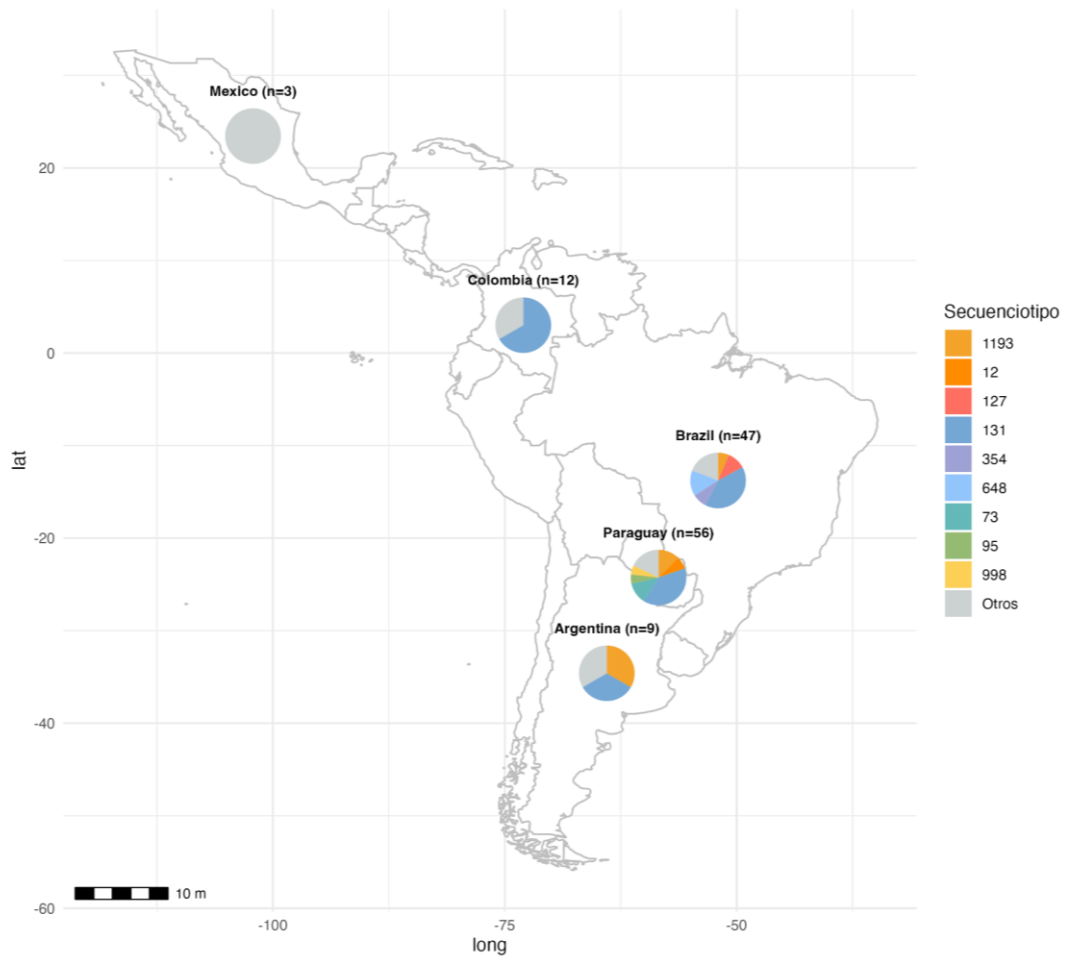 Mexico (n=3)
20
Colombia (n=12)
0
Brazil (n=47)
-20
Paraguay (n=56)
Argentina (n=9)
-40
10 m
-60
-100
-75
-50
long
lat
Secuenciotipo
1193
12
127
131
354
648
73
95
998
Otros